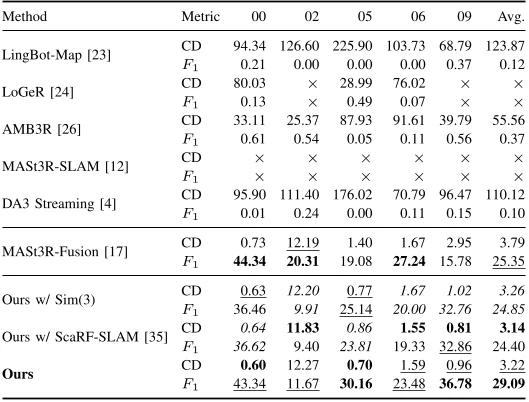 Method Metric 00 02 05 06 09 Avg.
LingBot-Map [23] CD 94.34 126.60 225.90 103.73 68.79 123.87
F1 0.21 0.00 0.00 0.00 0.37 0.12
LoGeR [24] CD 80.03 × 28.99 76.02 × ×
F1 0.13 × 0.49 0.07 × ×
AMB3R [26] CD 33.11 25.37 87.93 91.61 39.79 55.56
F1 0.61 0.54 0.05 0.11 0.56 0.37
MASt3R-SLAM [12] CD × × × × × ×
F1 × × × × × ×
DA3 Streaming [4] CD 95.90 111.40 176.02 70.79 96.47 110.12
F1 0.01 0.24 0.00 0.11 0.15 0.10
MASt3R-Fusion [17] CD 0.73 12.19 1.40 1.67 2.95 3.79
F1 44.34 20.31 19.08 27.24 15.78 25.35
Ours w/ Sim(3) CD 0.63 12.20 0.77 1.67 1.02 3.26
F1 36.46 9.91 25.14 20.00 32.76 24.85
Ours w/ ScaRF-SLAM [35] CD 0.64 11.83 0.86 1.55 0.81 3.14
F1 36.62 9.40 23.81 19.33 32.86 24.40
Ours CD 0.60 12.27 0.70 1.59 0.96 3.22
F1 43.34 11.67 30.16 23.48 36.78 29.09